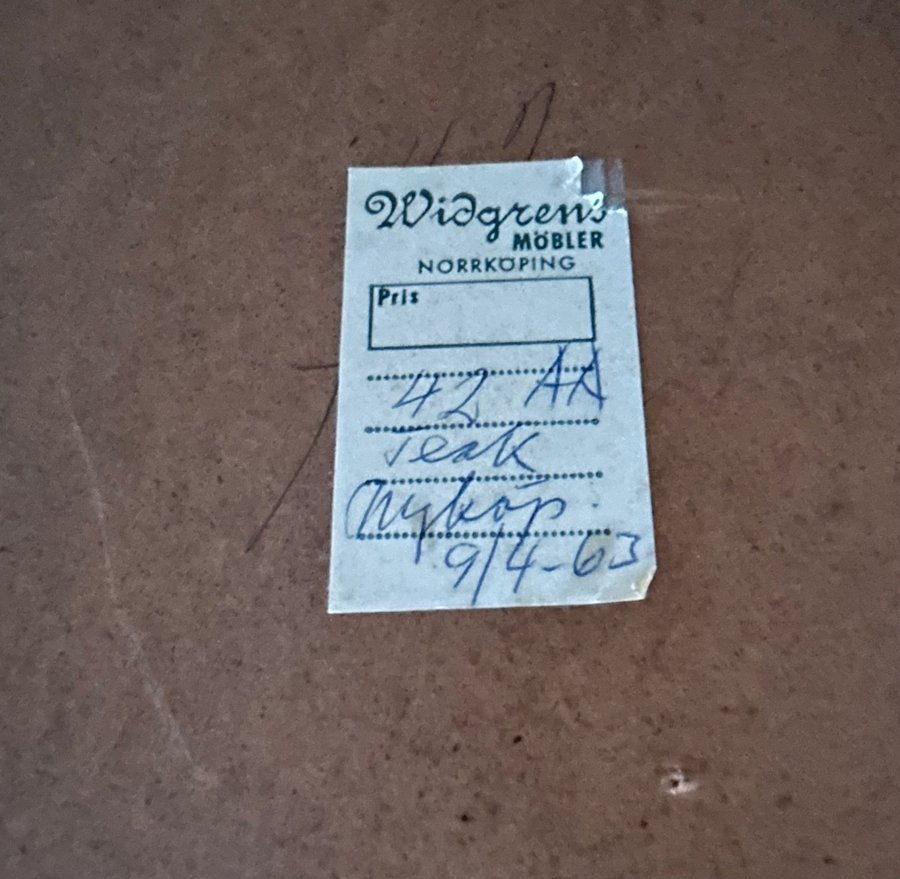 Widgrens
MÖBLER
NORRKÖPING
Pris
42 AA
Teak
Nyköp.
9/4-63